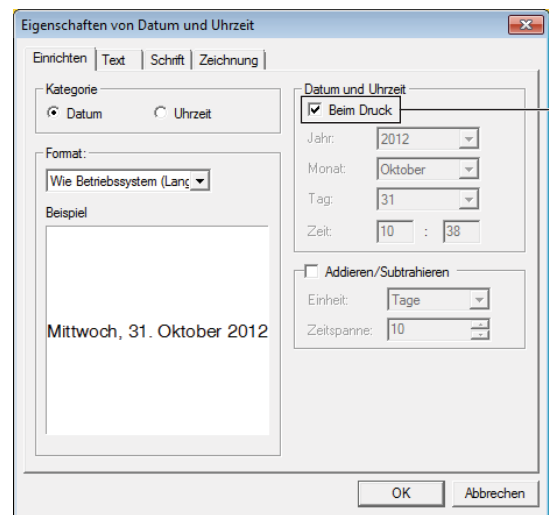 Eigenschaften von Datum und Uhrzeit
Einrichten Text Schrift Zeichnung
Kategorie
Datum Uhrzeit
Format:
Wie Betriebssystem (Lang
Beispiel
Mittwoch, 31. Oktober 2012
Datum und Uhrzeit
Beim Druck
Jahr: 2012
Monat: Oktober
Tag: 31
Zeit: 10 : 38
Addieren/Subtrahieren
Einheit: Tage
Zeitspanne: 10
OK Abbrechen